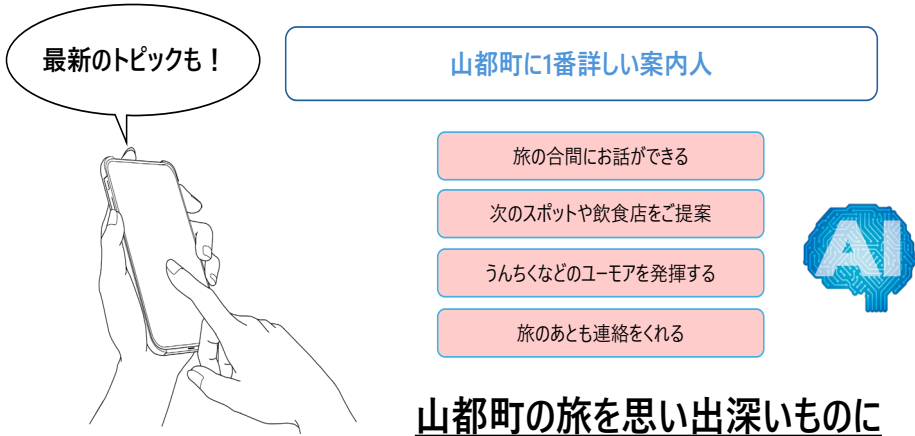 最新のトピックも！
山都町に1番詳しい案内人
旅の合間にお話ができる
次のスポットや飲食店をご提案
うんちくなどのユーモアを発揮する
旅のあとも連絡をくれる
AI
山都町の旅を思い出深いものに